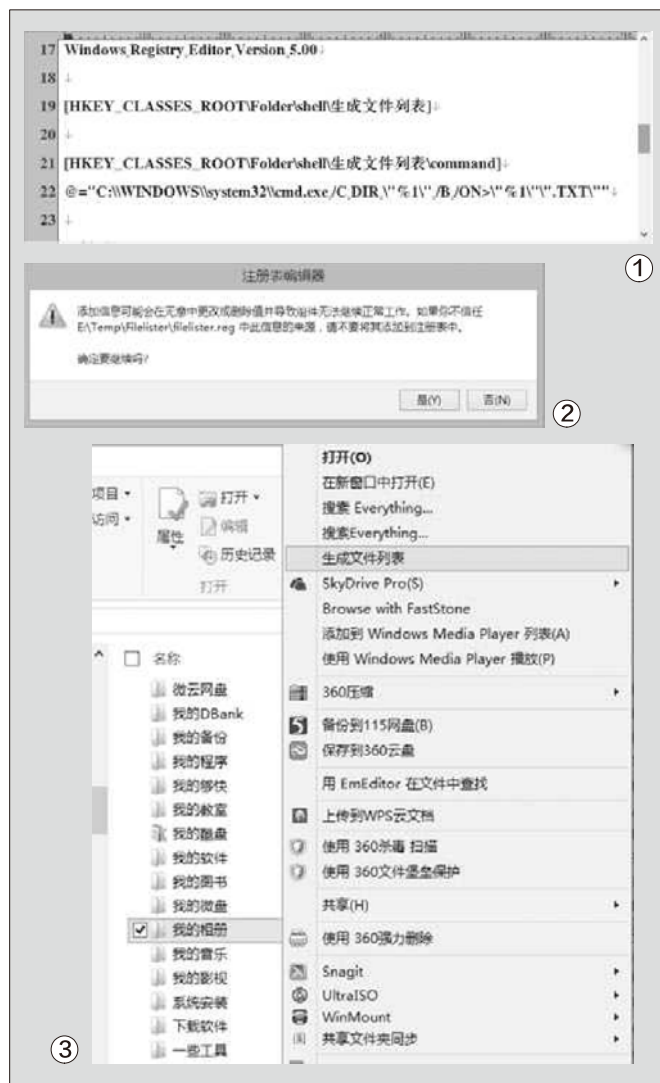 17 Windows Registry Editor Version 5.00↓
18 ↓
19 [HKEY_CLASSES_ROOT\Folder\shell\生成文件列表]↓
20 ↓
21 [HKEY_CLASSES_ROOT\Folder\shell\生成文件列表\command]↓
22 @="C:\\WINDOWS\\system32\\cmd.exe /C DIR \"%1\" /B /ON>\"%1\"\".TXT\""↓
23 ↓
①
注册表编辑器
添加信息可能会在无意中更改或删除值并导致组件无法继续正常工作。如果你不信任
E:\Temp\Filelister\filelister.reg 中此信息的来源，请不要将其添加到注册表中。
确定要继续吗?
是(Y) 否(N)
②
项目
访问
属性
打开
编辑
历史记录
打开
名称
微云网盘
我的DBank
我的备份
我的程序
我的够快
我的教室
我的酷盘
我的软件
我的图书
我的微盘
我的相册
我的音乐
我的影视
系统安装
下载软件
一些工具
打开(O)
在新窗口中打开(E)
搜索 Everything...
搜索Everything...
生成文件列表
SkyDrive Pro(S)
Browse with FastStone
添加到 Windows Media Player 列表(A)
使用 Windows Media Player 播放(P)
360压缩
备份到115网盘(B)
保存到360云盘
用 EmEditor 在文件中查找
上传到WPS云文档
使用 360杀毒 扫描
使用 360文件堡垒保护
共享(H)
使用 360强力删除
Snagit
UltraISO
WinMount
共享文件夹同步
③